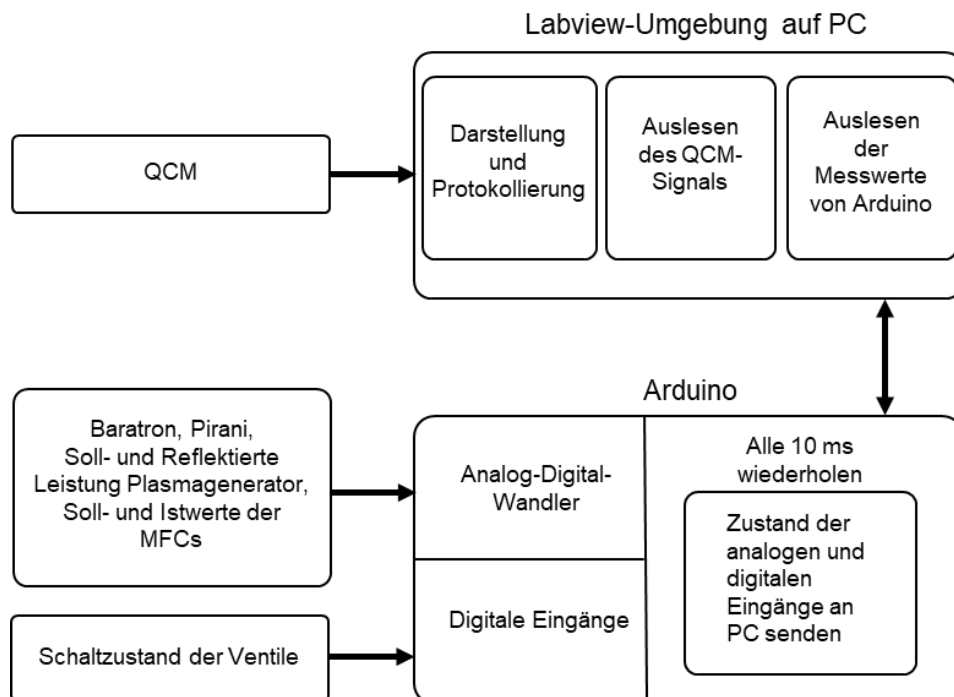 Labview-Umgebung auf PC
QCM
Darstellung
und
Protokollierung
Auslesen
des QCM-
Signals
Auslesen
der
Messwerte
von Arduino
Arduino
Baratron, Pirani,
Soll- und Reflektierte
Leistung Plasmagenerator,
Soll- und Istwerte der
MFCs
Analog-Digital-
Wandler
Alle 10 ms
wiederholen
Zustand der
analogen und
digitalen
Eingänge an
PC senden
Schaltzustand der Ventile
Digitale Eingänge